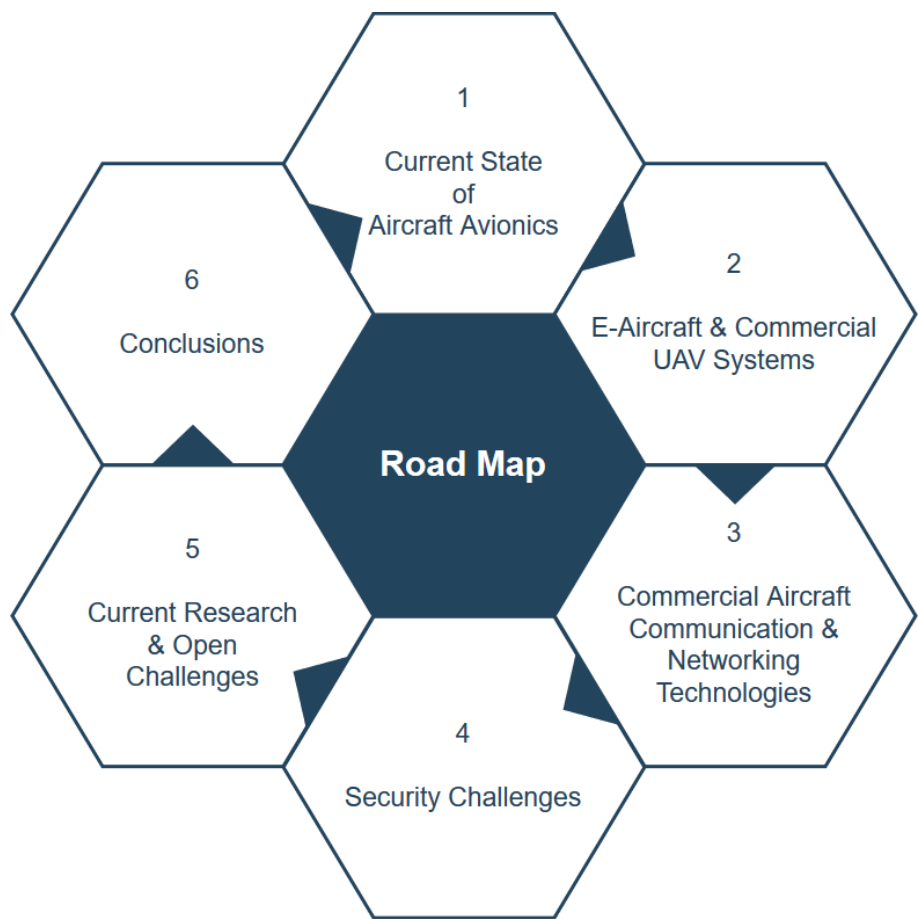 1
Current State
of
Aircraft Avionics
2
E-Aircraft & Commercial
UAV Systems
3
Commercial Aircraft
Communication &
Networking
Technologies
4
Security Challenges
5
Current Research
& Open
Challenges
6
Conclusions
Road Map